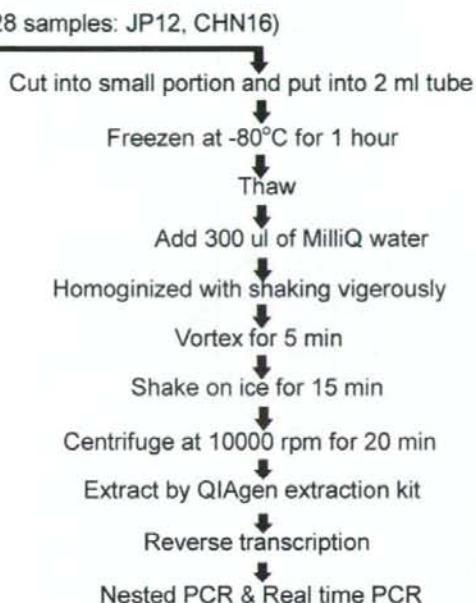 28 samples: JP12, CHN16)
Cut into small portion and put into 2 ml tube
Freezen at -80°C for 1 hour
Thaw
Add 300 ul of MilliQ water
Homoginized with shaking vigerously
Vortex for 5 min
Shake on ice for 15 min
Centrifuge at 10000 rpm for 20 min
Extract by QIAgen extraction kit
Reverse transcription
Nested PCR & Real time PCR